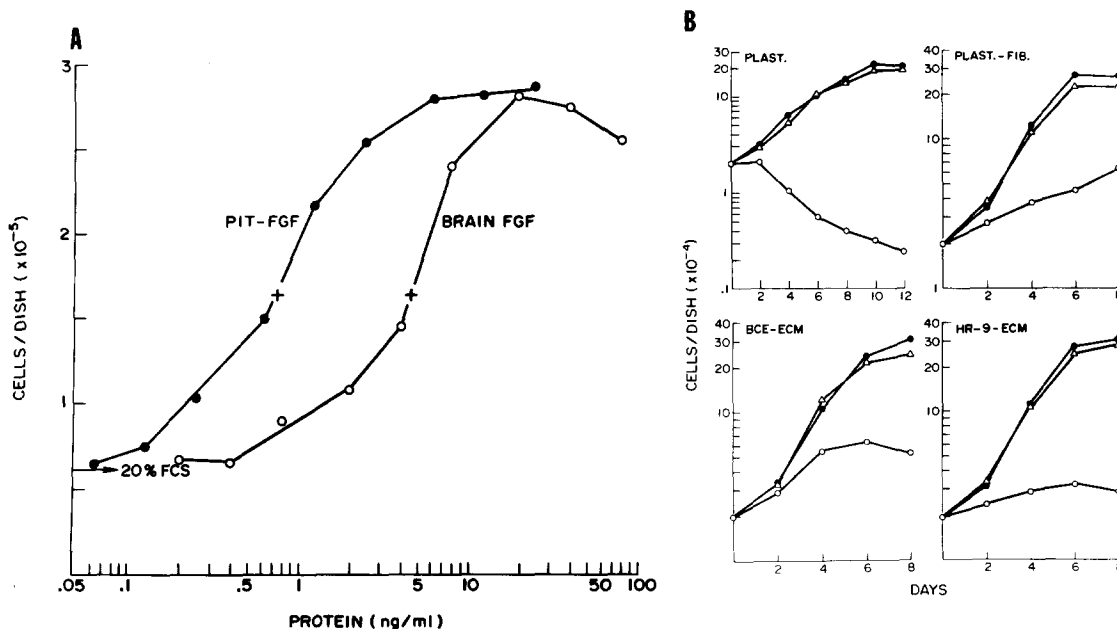 A
3
2
1
CELLS / DISH ( x10⁻⁵ )
PIT-FGF
BRAIN FGF
20% FCS
.05 0.1 .5 1 5 10 50 100
PROTEIN ( ng/ml )
B
CELLS / DISH ( x10⁻⁴ )
PLAST.
30
20
10
1
.1
2 4 6 8 10 12
PLAST.-FIB.
40
30
20
10
1
2 4 6
BCE-ECM
30
20
10
2 4 6 8
HR-9-ECM
40
30
20
10
2 4 6
DAYS